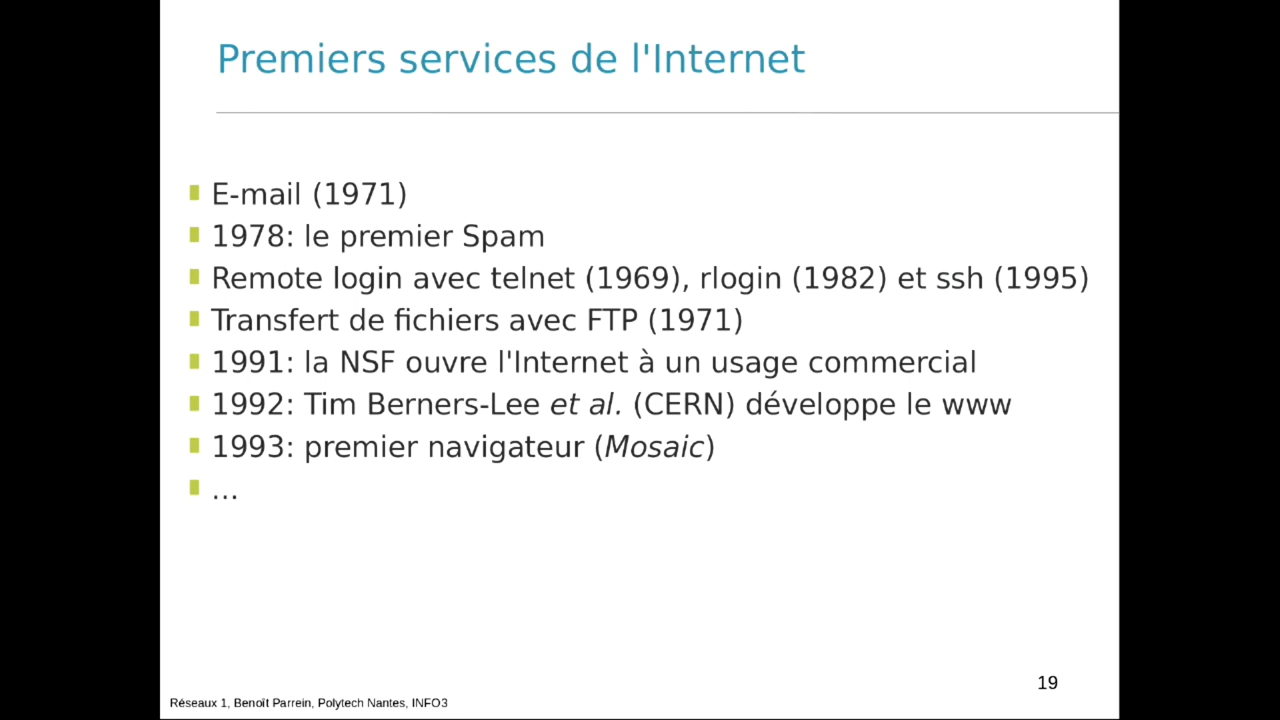 Premiers services de l'Internet
E-mail (1971)
1978: le premier Spam
Remote login avec telnet (1969), rlogin (1982) et ssh (1995)
Transfert de fichiers avec FTP (1971)
1991: la NSF ouvre l'Internet à un usage commercial
1992: Tim Berners-Lee et al. (CERN) développe le www
1993: premier navigateur (Mosaic)
...
19
Réseaux 1, Benoît Parrein, Polytech Nantes, INFO3